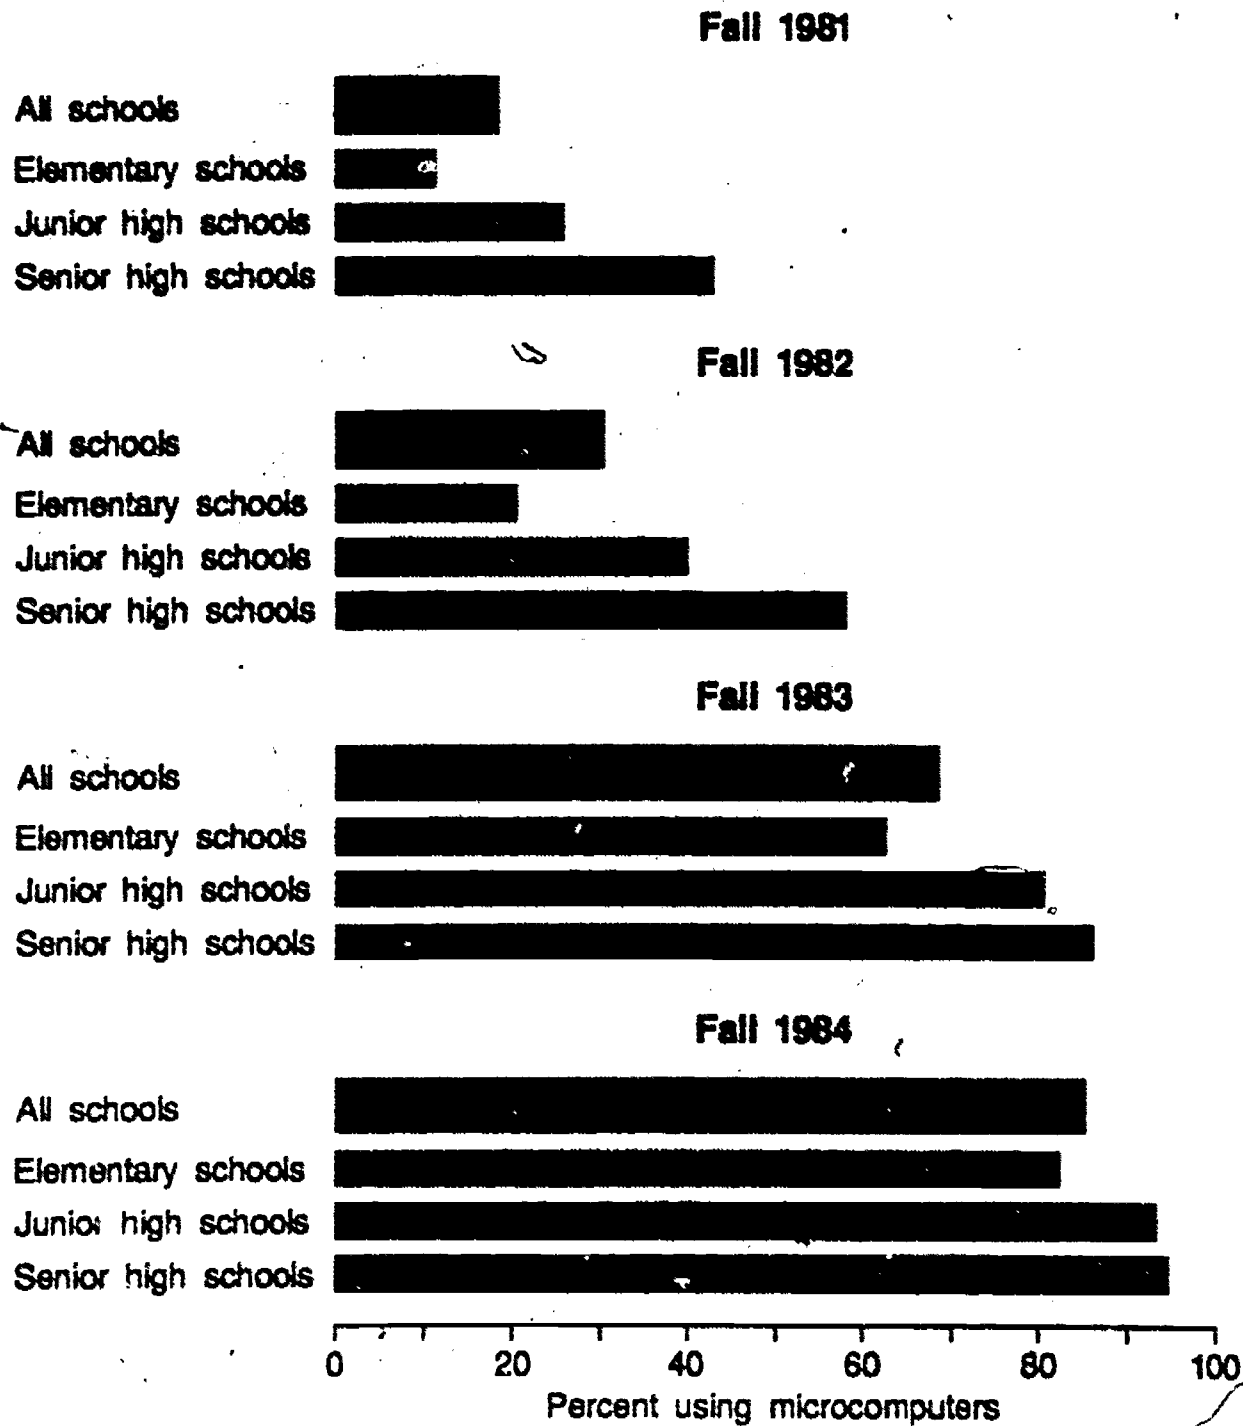 Fall 1981
All schools
Elementary schools
Junior high schools
Senior high schools
Fall 1982
All schools
Elementary schools
Junior high schools
Senior high schools
Fall 1983
All schools
Elementary schools
Junior high schools
Senior high schools
Fall 1984
All schools
Elementary schools
Junior high schools
Senior high schools
0 20 40 60 80 100
Percent using microcomputers